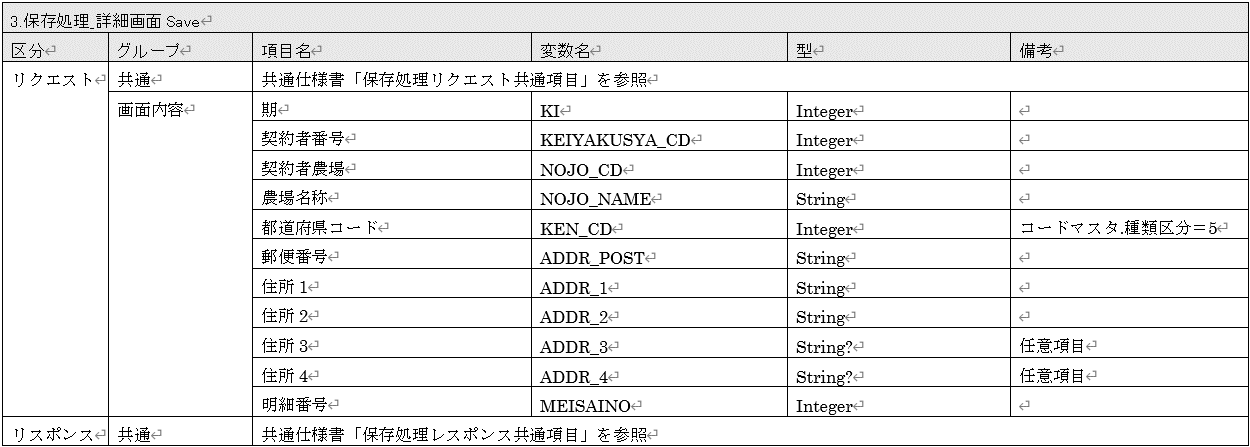 3.保存処理_詳細画面 Save↵
区分↵ グループ↵ 項目名↵ 変数名↵ 型↵ 備考↵
リクエスト↵ 共通↵ 共通仕様書「保存処理リクエスト共通項目」を参照↵
画面内容↵ 期↵ KI↵ Integer↵ ↵
契約者番号↵ KEIYAKUSYA_CD↵ Integer↵ ↵
契約者農場↵ NOJO_CD↵ Integer↵ ↵
農場名称↵ NOJO_NAME↵ String↵ ↵
都道府県コード↵ KEN_CD↵ Integer↵ コードマスタ.種類区分＝5↵
郵便番号↵ ADDR_POST↵ String↵ ↵
住所 1↵ ADDR_1↵ String↵ ↵
住所 2↵ ADDR_2↵ String↵ ↵
住所 3↵ ADDR_3↵ String?↵ 任意項目↵
住所 4↵ ADDR_4↵ String?↵ 任意項目↵
明細番号↵ MEISAINO↵ Integer↵ ↵
リスポンス↵ 共通↵ 共通仕様書「保存処理レスポンス共通項目」を参照↵